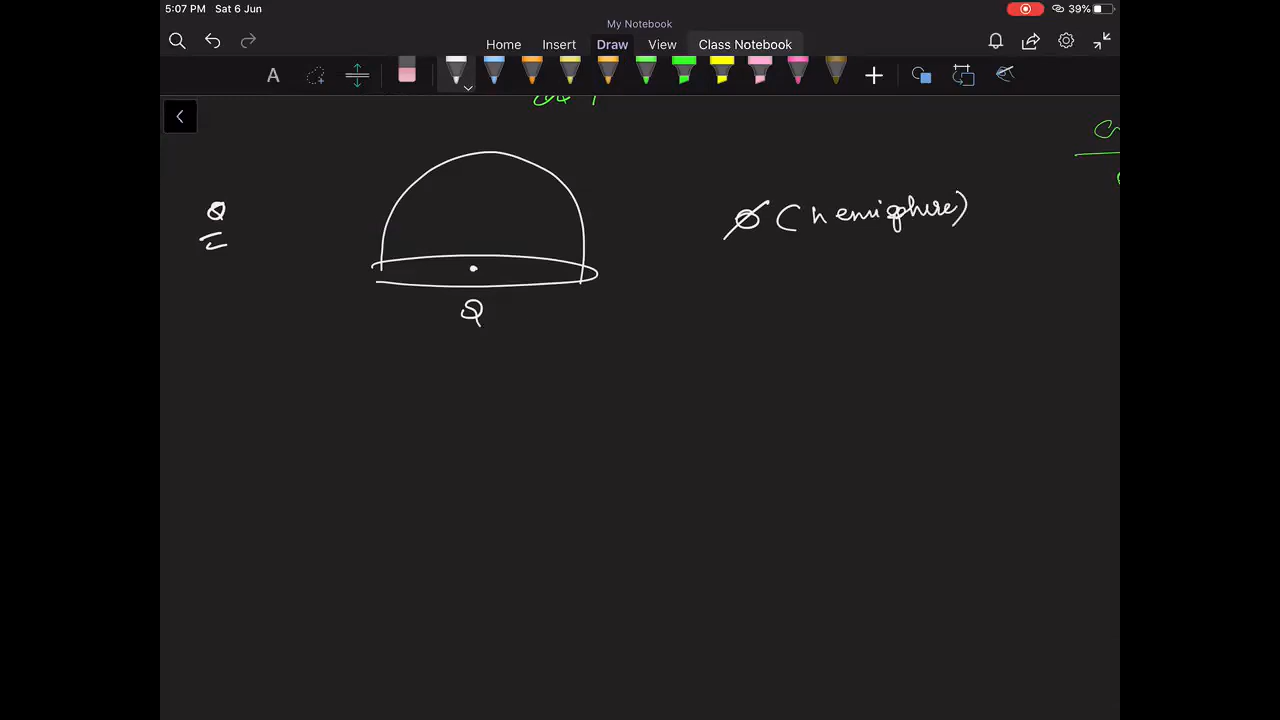 5:07 PM Sat 6 Jun
39%
My Notebook
Home Insert Draw View Class Notebook
A
Q
ø (hemisphere)
Q